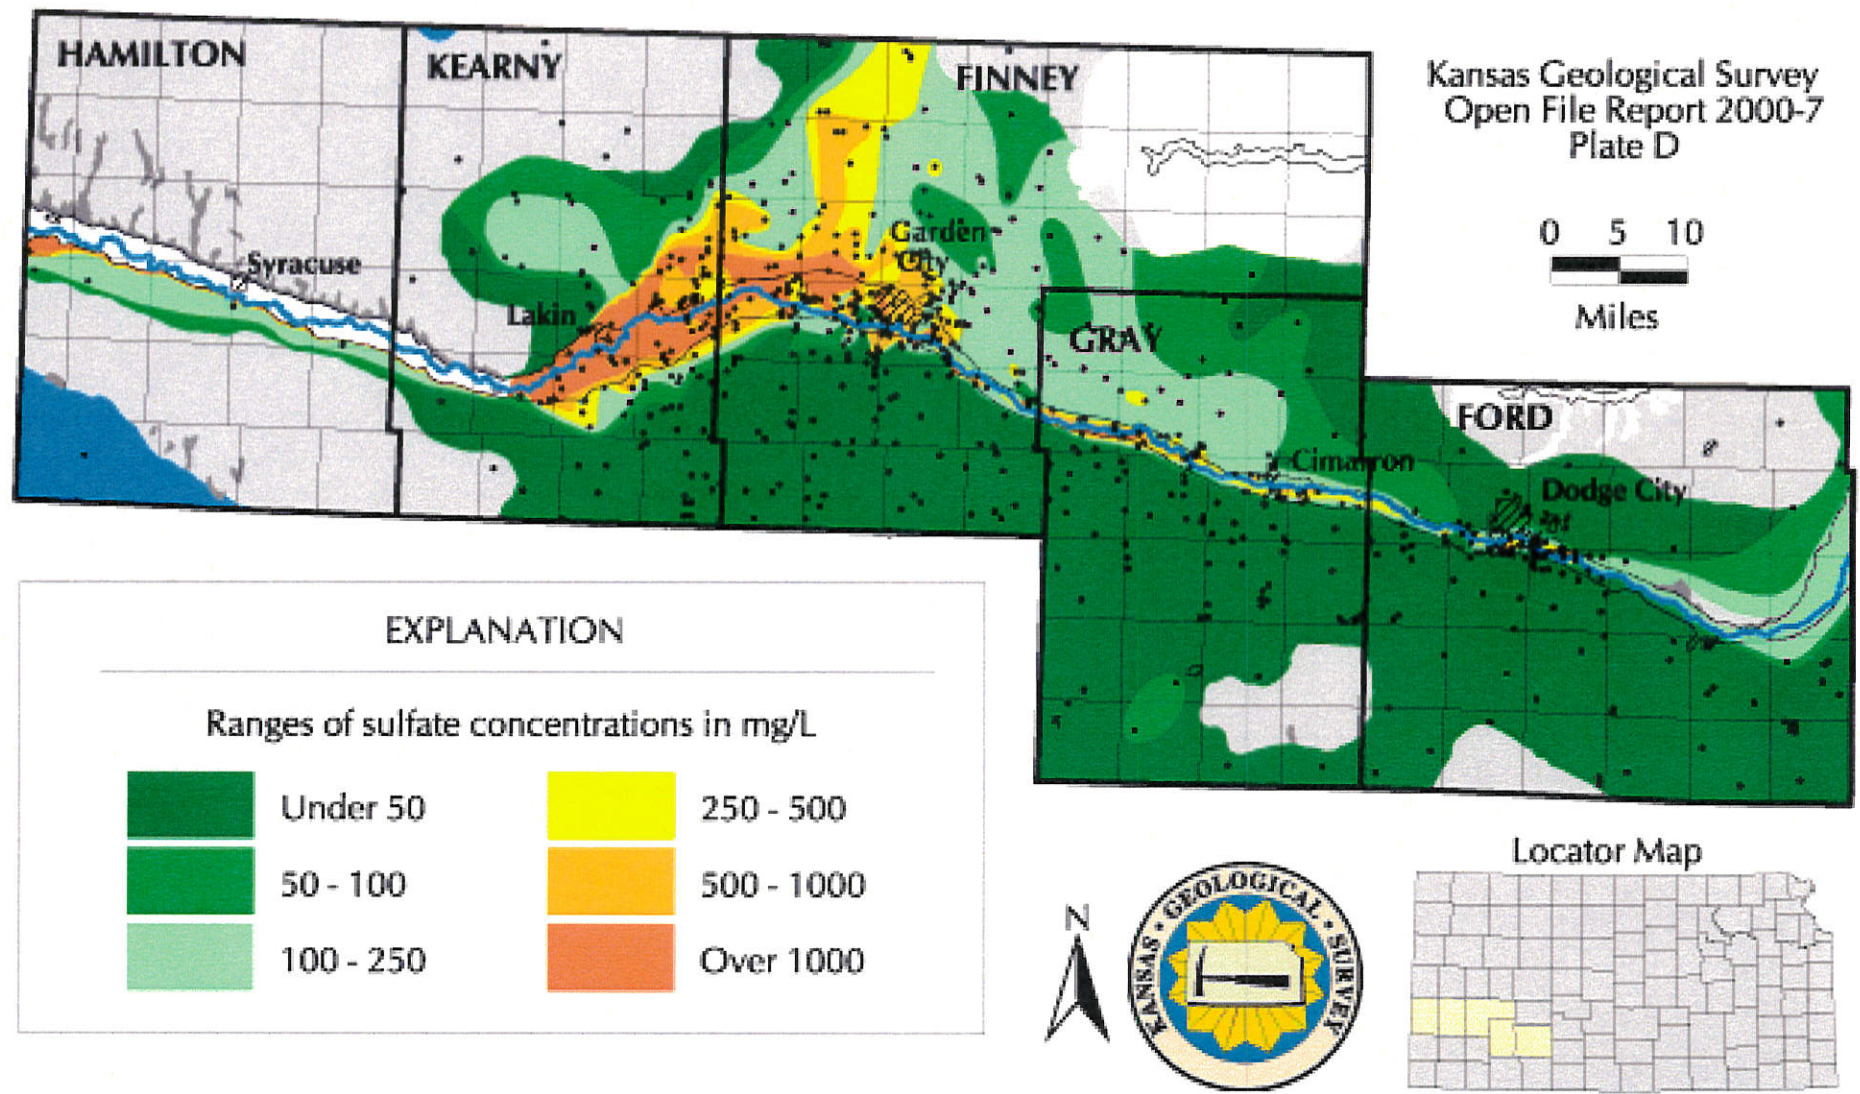 HAMILTON
KEARNY
FINNEY
Kansas Geological Survey
Open File Report 2000-7
Plate D
0 5 10
Miles
Syracuse
Lakin
Garden
City
GRAY
FORD
Cimarron
Dodge City
EXPLANATION
Ranges of sulfate concentrations in mg/L
Under 50
250 - 500
50 - 100
500 - 1000
100 - 250
Over 1000
Locator Map
N
KANSAS • GEOLOGICAL • SURVEY